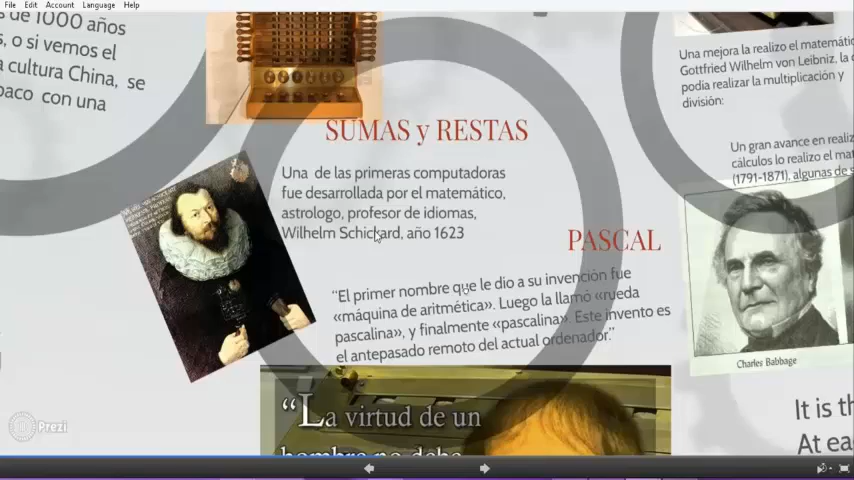 File Edit Account Language Help
de 1000 años
, o si vemos el
cultura China, se
con una
SUMAS y RESTAS
Una de las primeras computadoras
fue desarrollada por el matemático,
astrologo, profesor de idiomas,
Wilhelm Schickard, año 1623
PASCAL
“El primer nombre que le dio a su invención fue
«máquina de aritmética». Luego la llamó «rueda
pascalina», y finalmente «pascalina». Este invento es
el antepasado remoto del actual ordenador.”
“La virtud de un
hombre no debe
Una mejora la realizo el matemátic
Gottfried Wilhelm von Leibniz, la
podia realizar la multiplicación y
división:
Un gran avance en realiz
cálculos lo realizo el mat
(1791-1871), algunas de s
Charles Babbage
It is th
At ea
Prezi